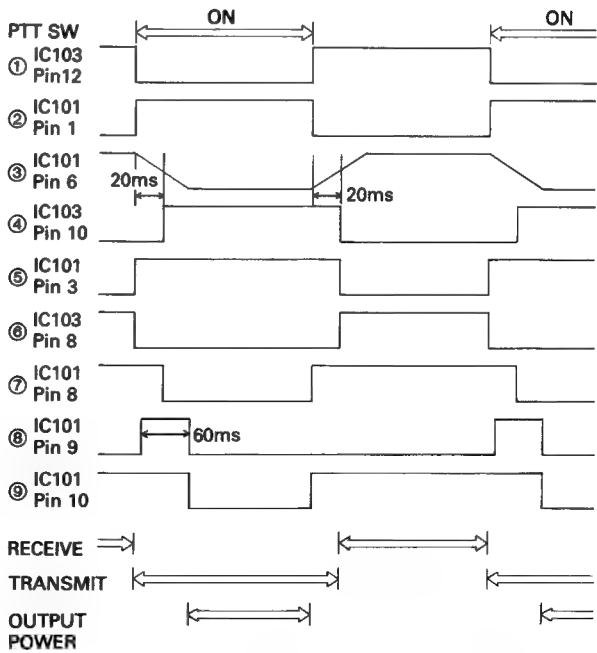 ON
ON
PTT SW
① IC103
Pin12
② IC101
Pin 1
③ IC101
Pin 6
20ms
20ms
④ IC103
Pin 10
⑤ IC101
Pin 3
⑥ IC103
Pin 8
⑦ IC101
Pin 8
⑧ IC101
Pin 9
60ms
⑨ IC101
Pin 10
RECEIVE
TRANSMIT
OUTPUT
POWER